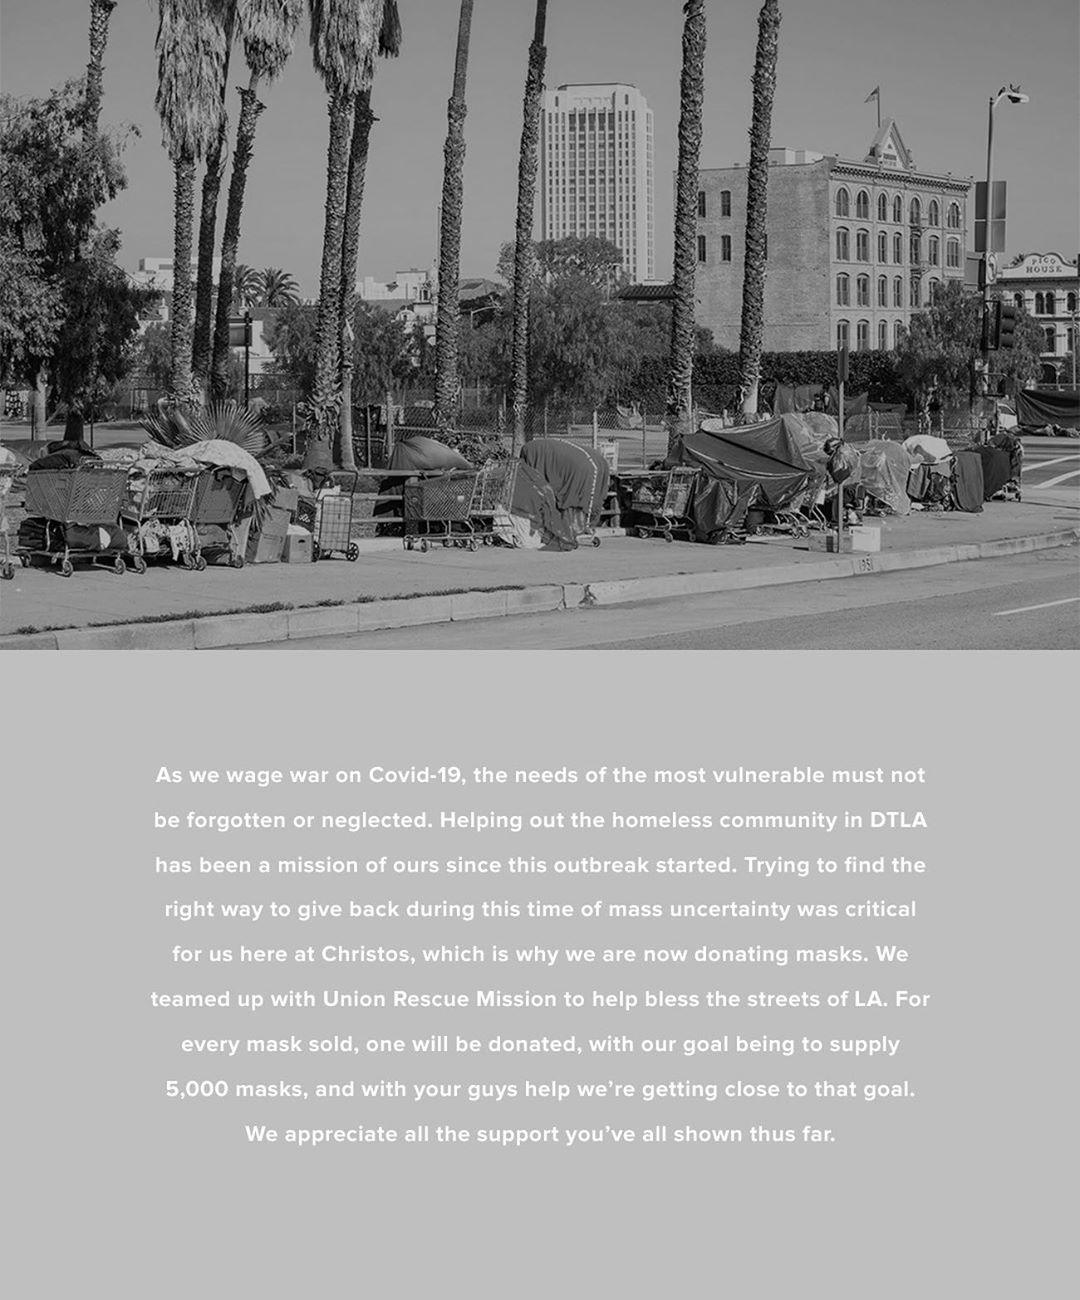 PICO
HOUSE
1951
As we wage war on Covid-19, the needs of the most vulnerable must not
be forgotten or neglected. Helping out the homeless community in DTLA
has been a mission of ours since this outbreak started. Trying to find the
right way to give back during this time of mass uncertainty was critical
for us here at Christos, which is why we are now donating masks. We
teamed up with Union Rescue Mission to help bless the streets of LA. For
every mask sold, one will be donated, with our goal being to supply
5,000 masks, and with your guys help we’re getting close to that goal.
We appreciate all the support you’ve all shown thus far.